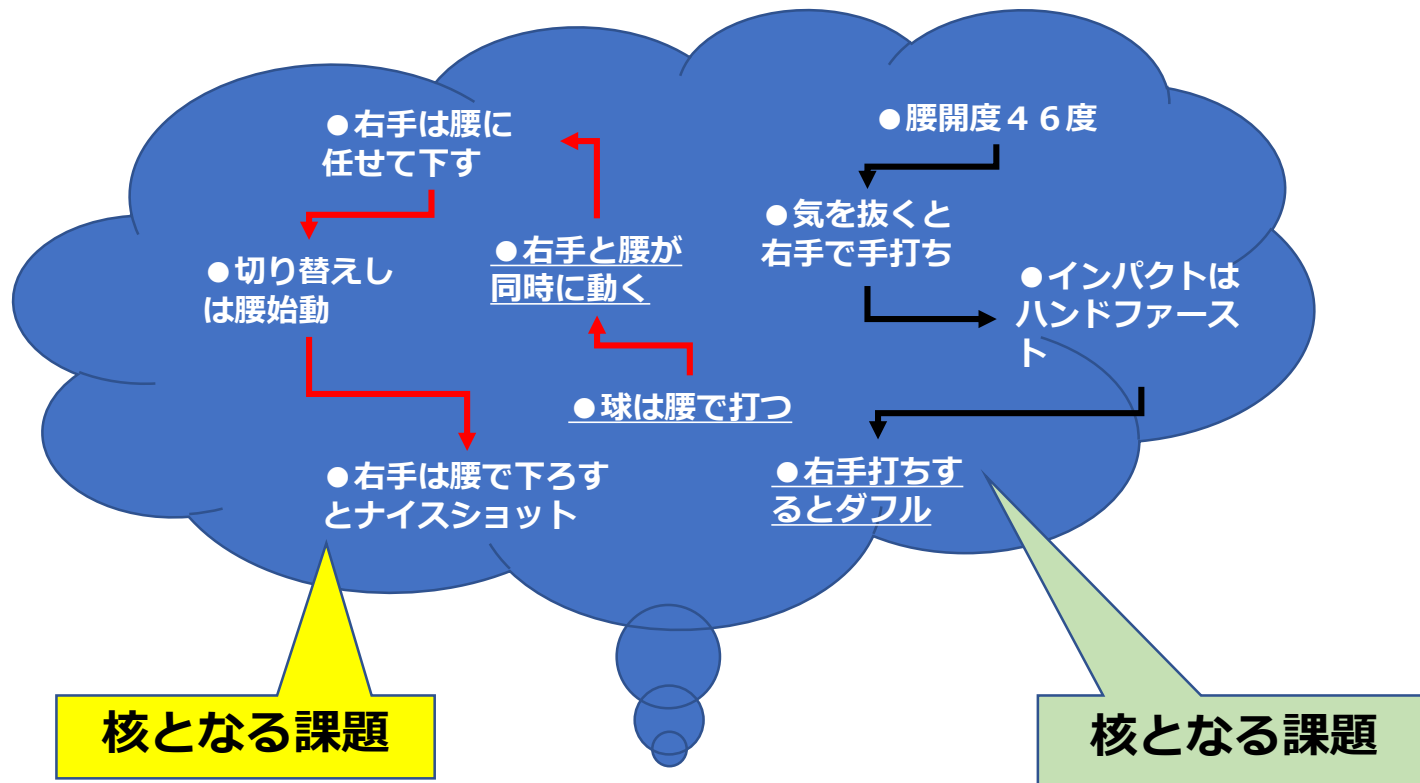 ●右手は腰に
任せて下す
●切り替えし
は腰始動
●右手と腰が
同時に動く
●球は腰で打つ
●右手は腰で下ろす
とナイスショット
●腰開度４６度
●気を抜くと
右手で手打ち
●インパクトは
ハンドファース
ト
●右手打ちす
るとダフル
核となる課題
核となる課題